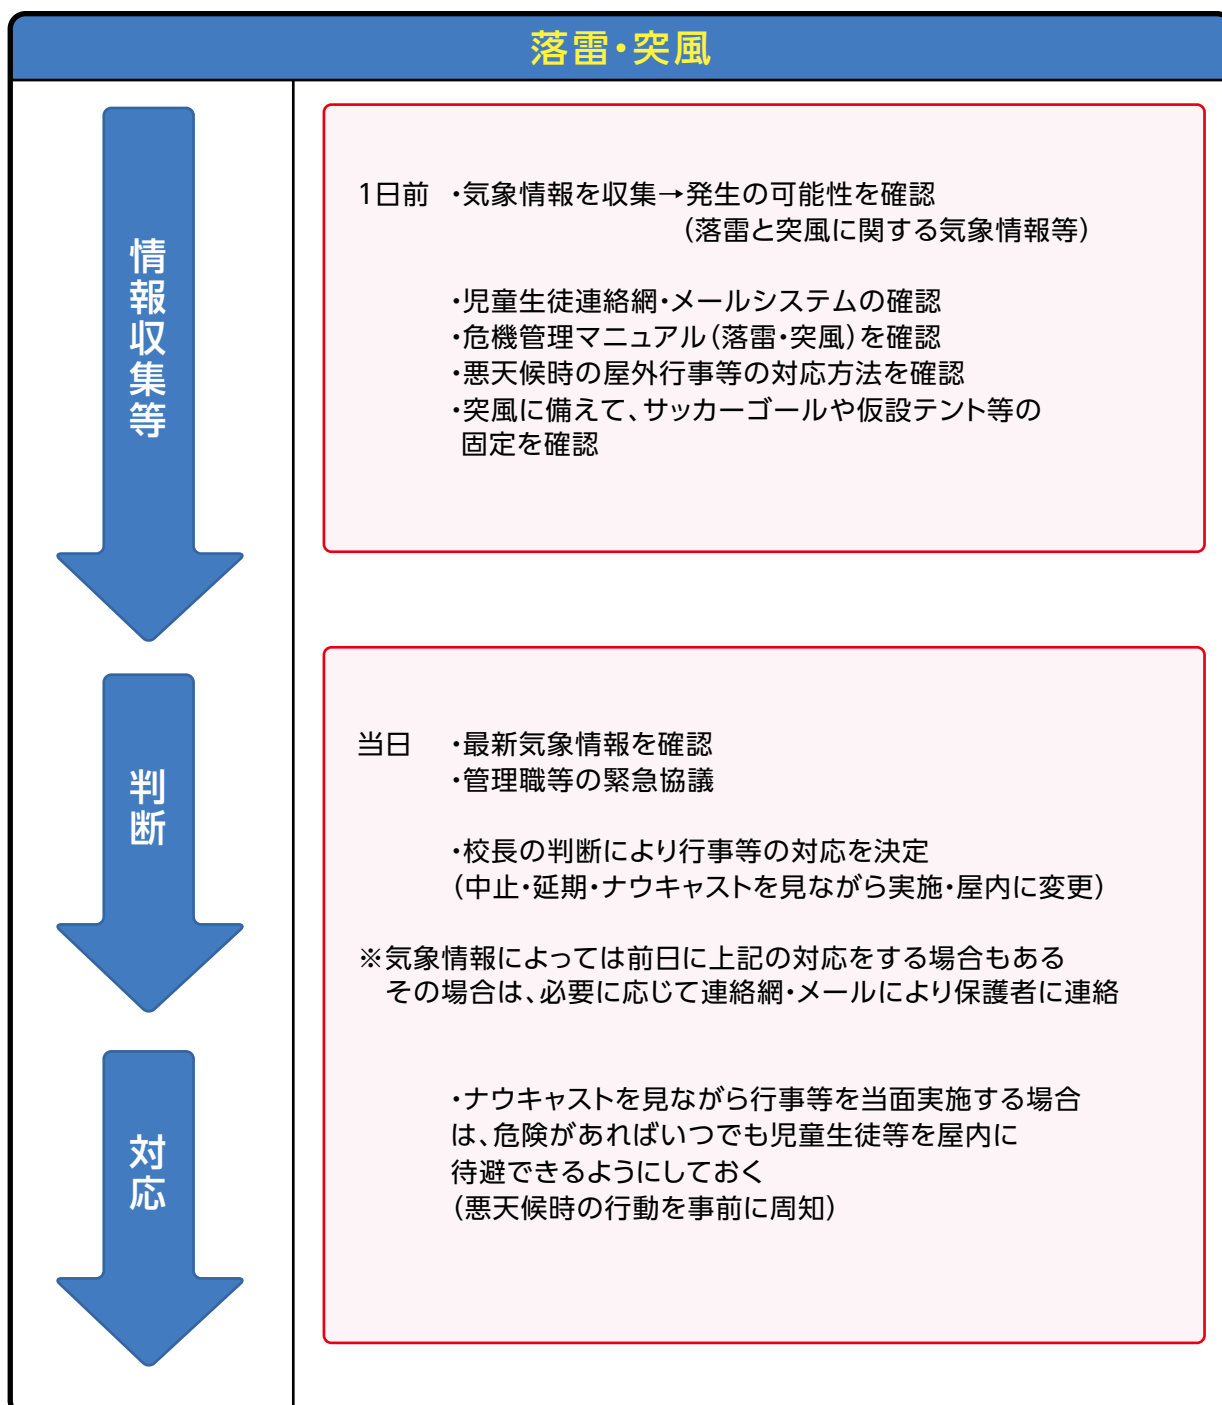 落雷・突風
情報収集等
1日前 ・気象情報を収集→発生の可能性を確認
（落雷と突風に関する気象情報等）
・児童生徒連絡網・メールシステムの確認
・危機管理マニュアル（落雷・突風）を確認
・悪天候時の屋外行事等の対応方法を確認
・突風に備えて、サッカーゴールや仮設テント等の
固定を確認
判断
当日 ・最新気象情報を確認
・管理職等の緊急協議
・校長の判断により行事等の対応を決定
（中止・延期・ナウキャストを見ながら実施・屋内に変更）
※気象情報によっては前日に上記の対応をする場合もある
その場合は、必要に応じて連絡網・メールにより保護者に連絡
対応
・ナウキャストを見ながら行事等を当面実施する場合
は、危険があればいつでも児童生徒等を屋内に
待避できるようにしておく
（悪天候時の行動を事前に周知）